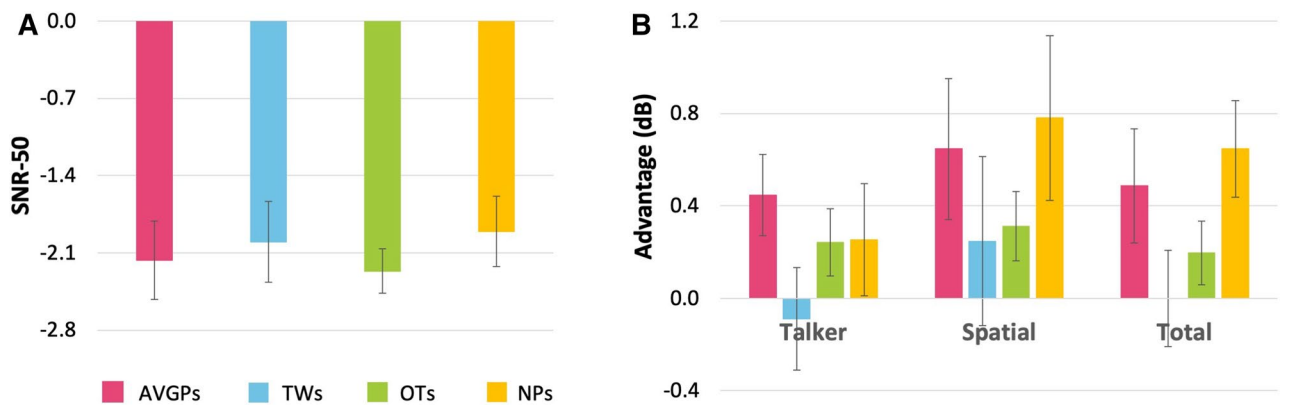 A
SNR-50
0.0
-0.7
-1.4
-2.1
-2.8
AVGPs TWs OTs NPs
B
Advantage (dB)
1.2
0.8
0.4
0.0
-0.4
Talker Spatial Total